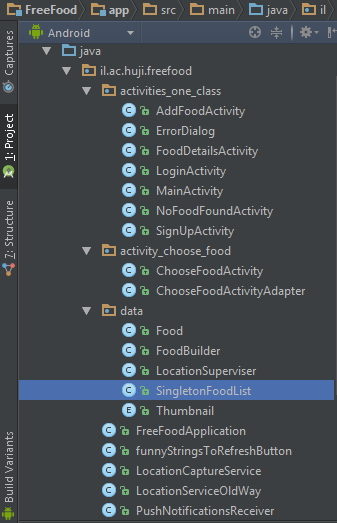 FreeFood app src main java il
Android
java
il.ac.huji.freefood
activities_one_class
C AddFoodActivity
C ErrorDialog
C FoodDetailsActivity
C LoginActivity
C MainActivity
C NoFoodFoundActivity
C SignUpActivity
activity_choose_food
C ChooseFoodActivity
C ChooseFoodActivityAdapter
data
C Food
C FoodBuilder
C LocationSuperviser
C SingletonFoodList
E Thumbnail
C FreeFoodApplication
C funnyStringsToRefreshButton
C LocationCaptureService
C LocationServiceOldWay
C PushNotificationsReceiver
Captures
1: Project
7: Structure
Build Variants